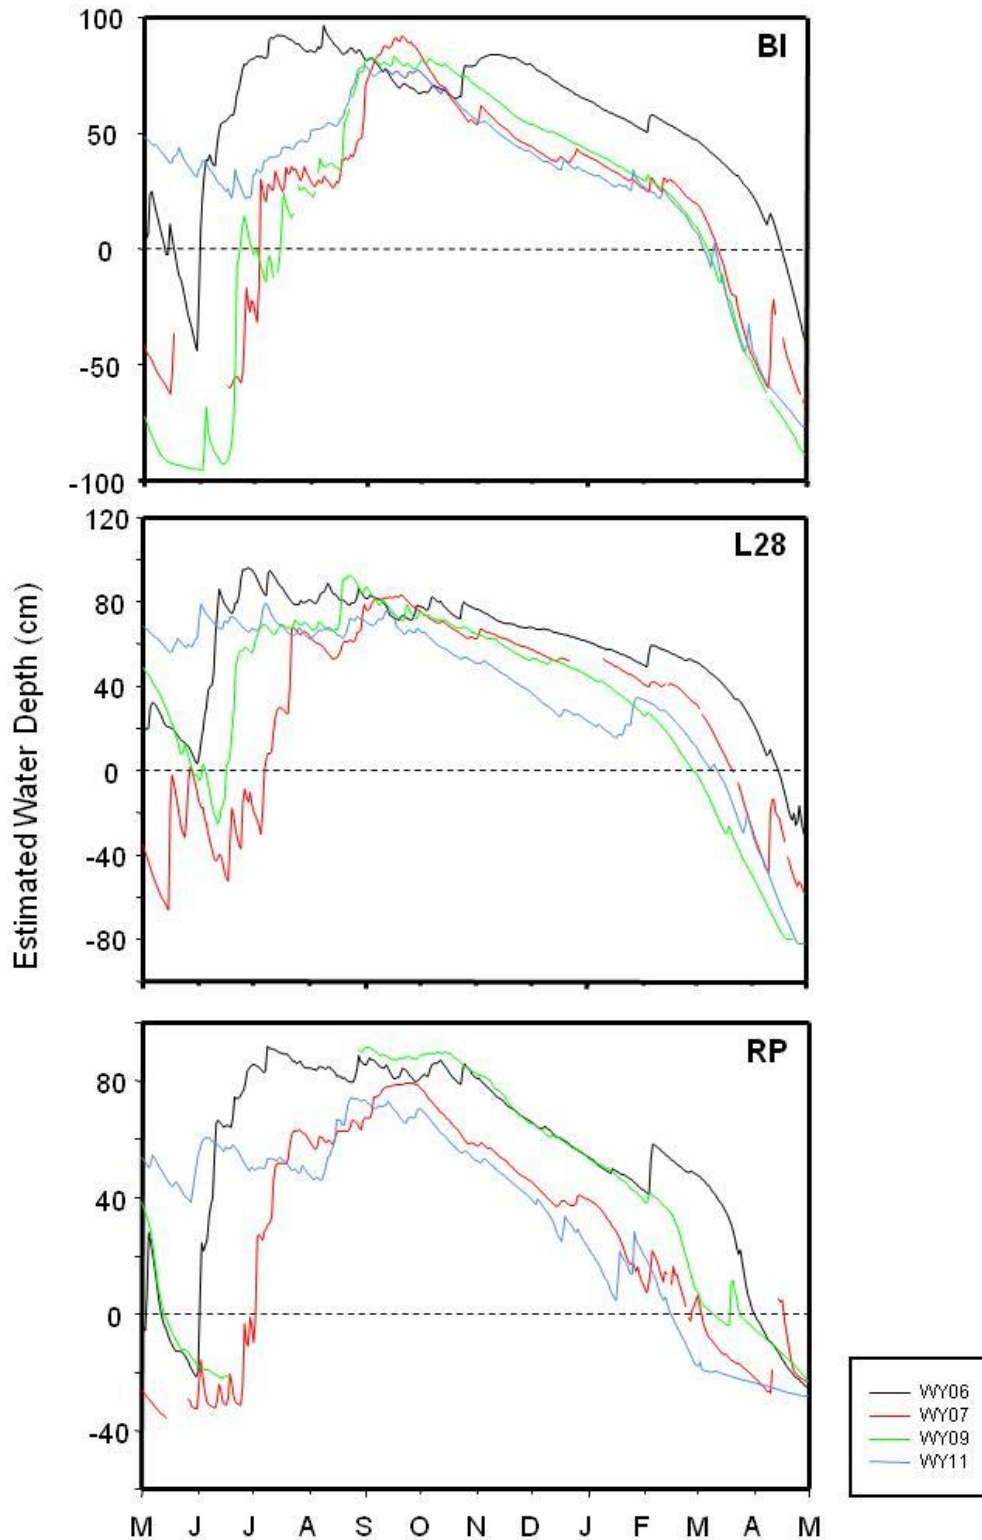 Estimated Water Depth (cm)
BI
100
50
0
-50
-100
L28
120
80
40
0
-40
-80
RP
80
40
0
-40
M J J A S O N D J F M A M
WY06
WY07
WY09
WY11